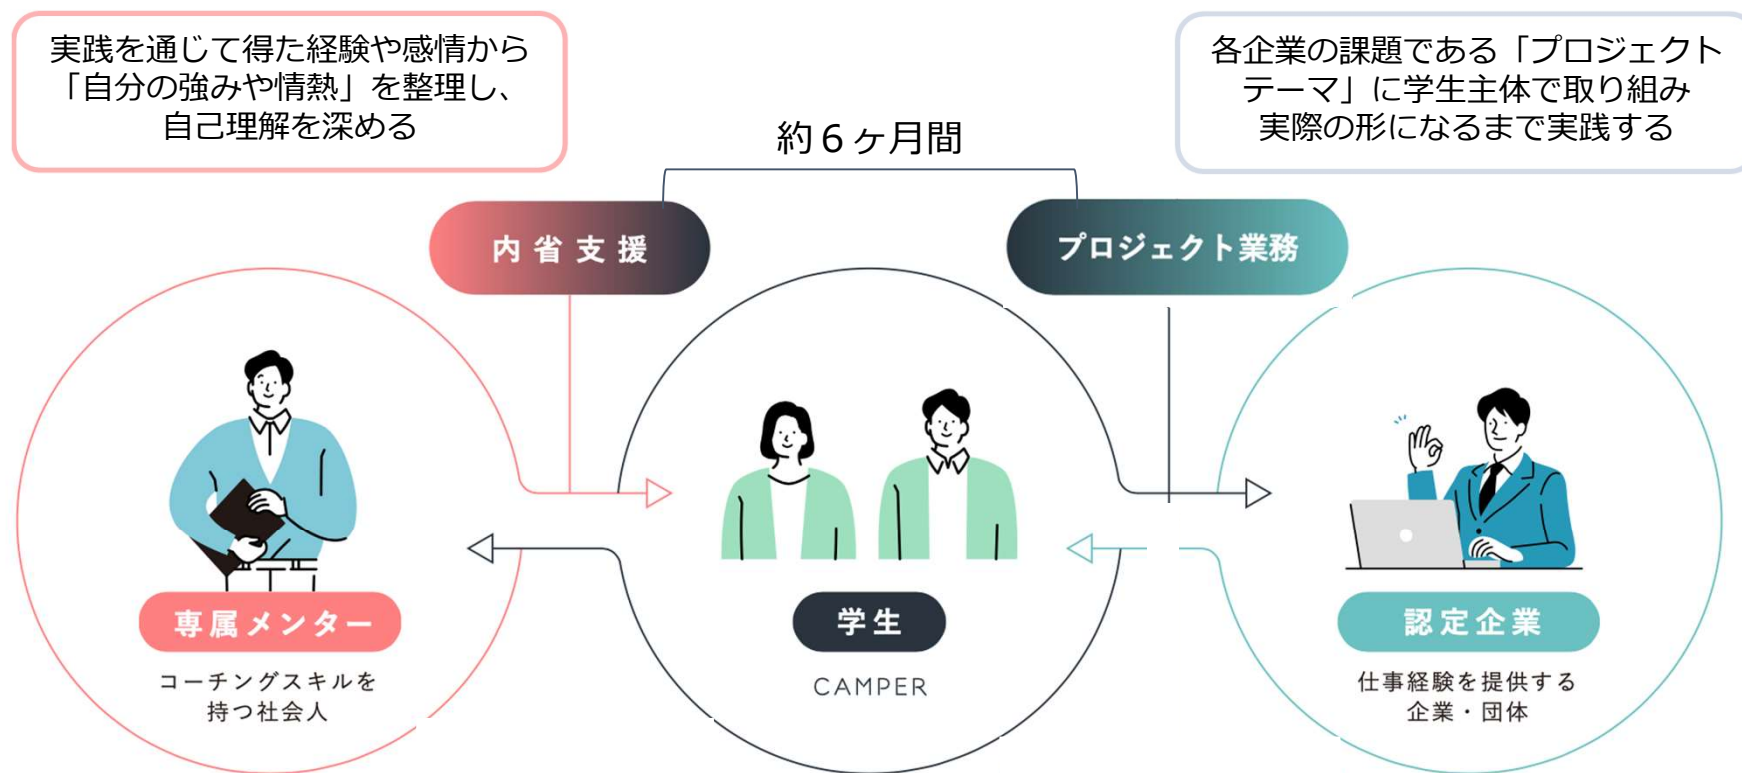 実践を通じて得た経験や感情から
「自分の強みや情熱」を整理し、
自己理解を深める
各企業の課題である「プロジェクト
テーマ」に学生主体で取り組み
実際の形になるまで実践する
約６ヶ月間
内省支援
プロジェクト業務
専属メンター
コーチングスキルを
持つ社会人
学生
CAMPER
認定企業
仕事経験を提供する
企業・団体